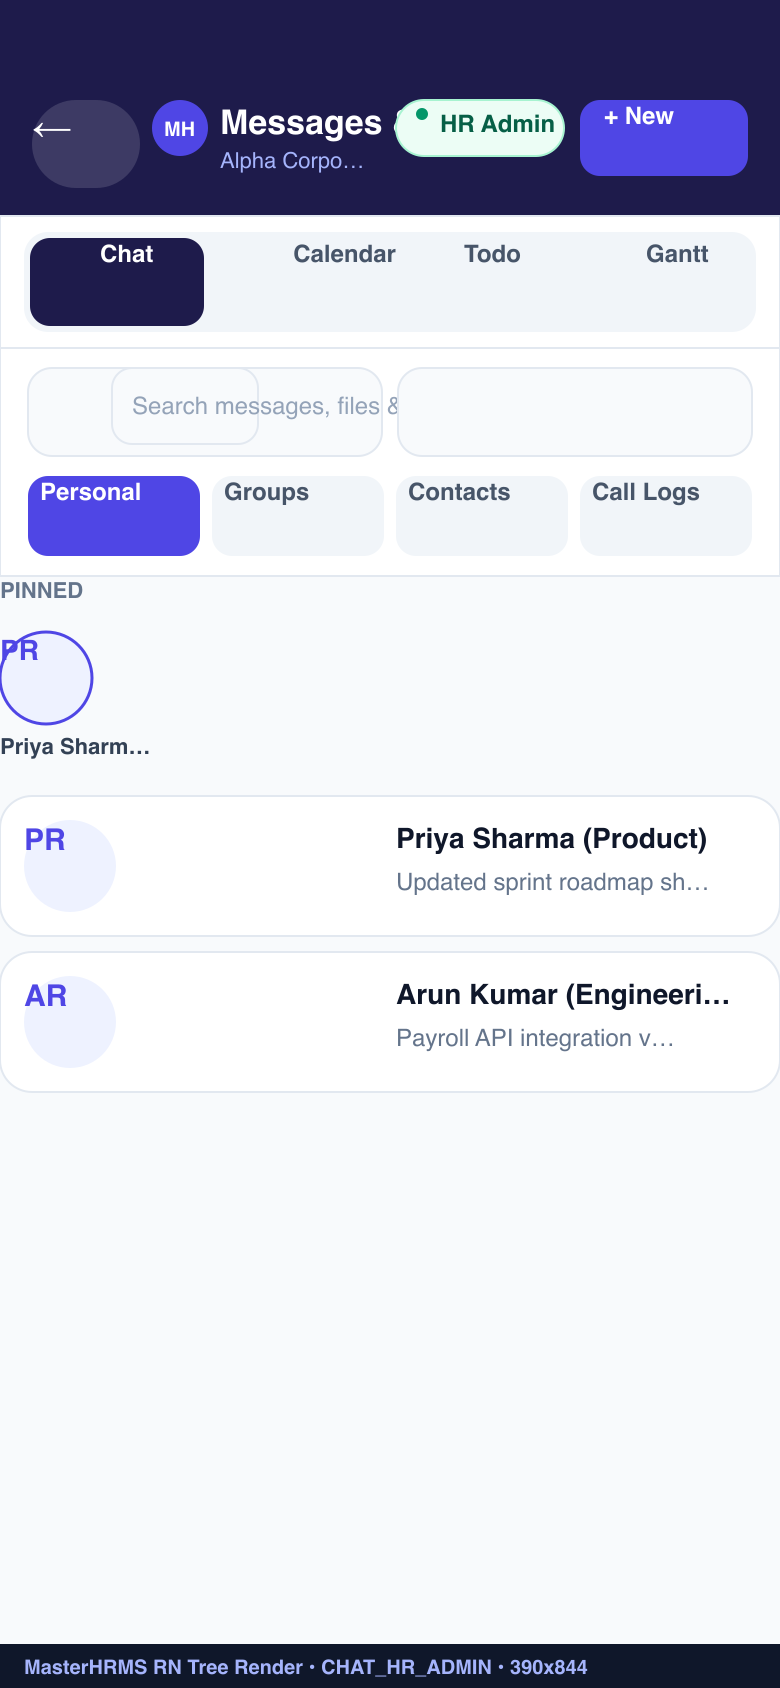 ←
MH
Messages
HR Admin
+ New
Alpha Corpo…
Chat
Calendar
Todo
Gantt
Search messages, files &
Personal
Groups
Contacts
Call Logs
PINNED
PR
Priya Sharm…
PR
Priya Sharma (Product)
Updated sprint roadmap sh…
AR
Arun Kumar (Engineeri…
Payroll API integration v…
MasterHRMS RN Tree Render • CHAT_HR_ADMIN • 390x844